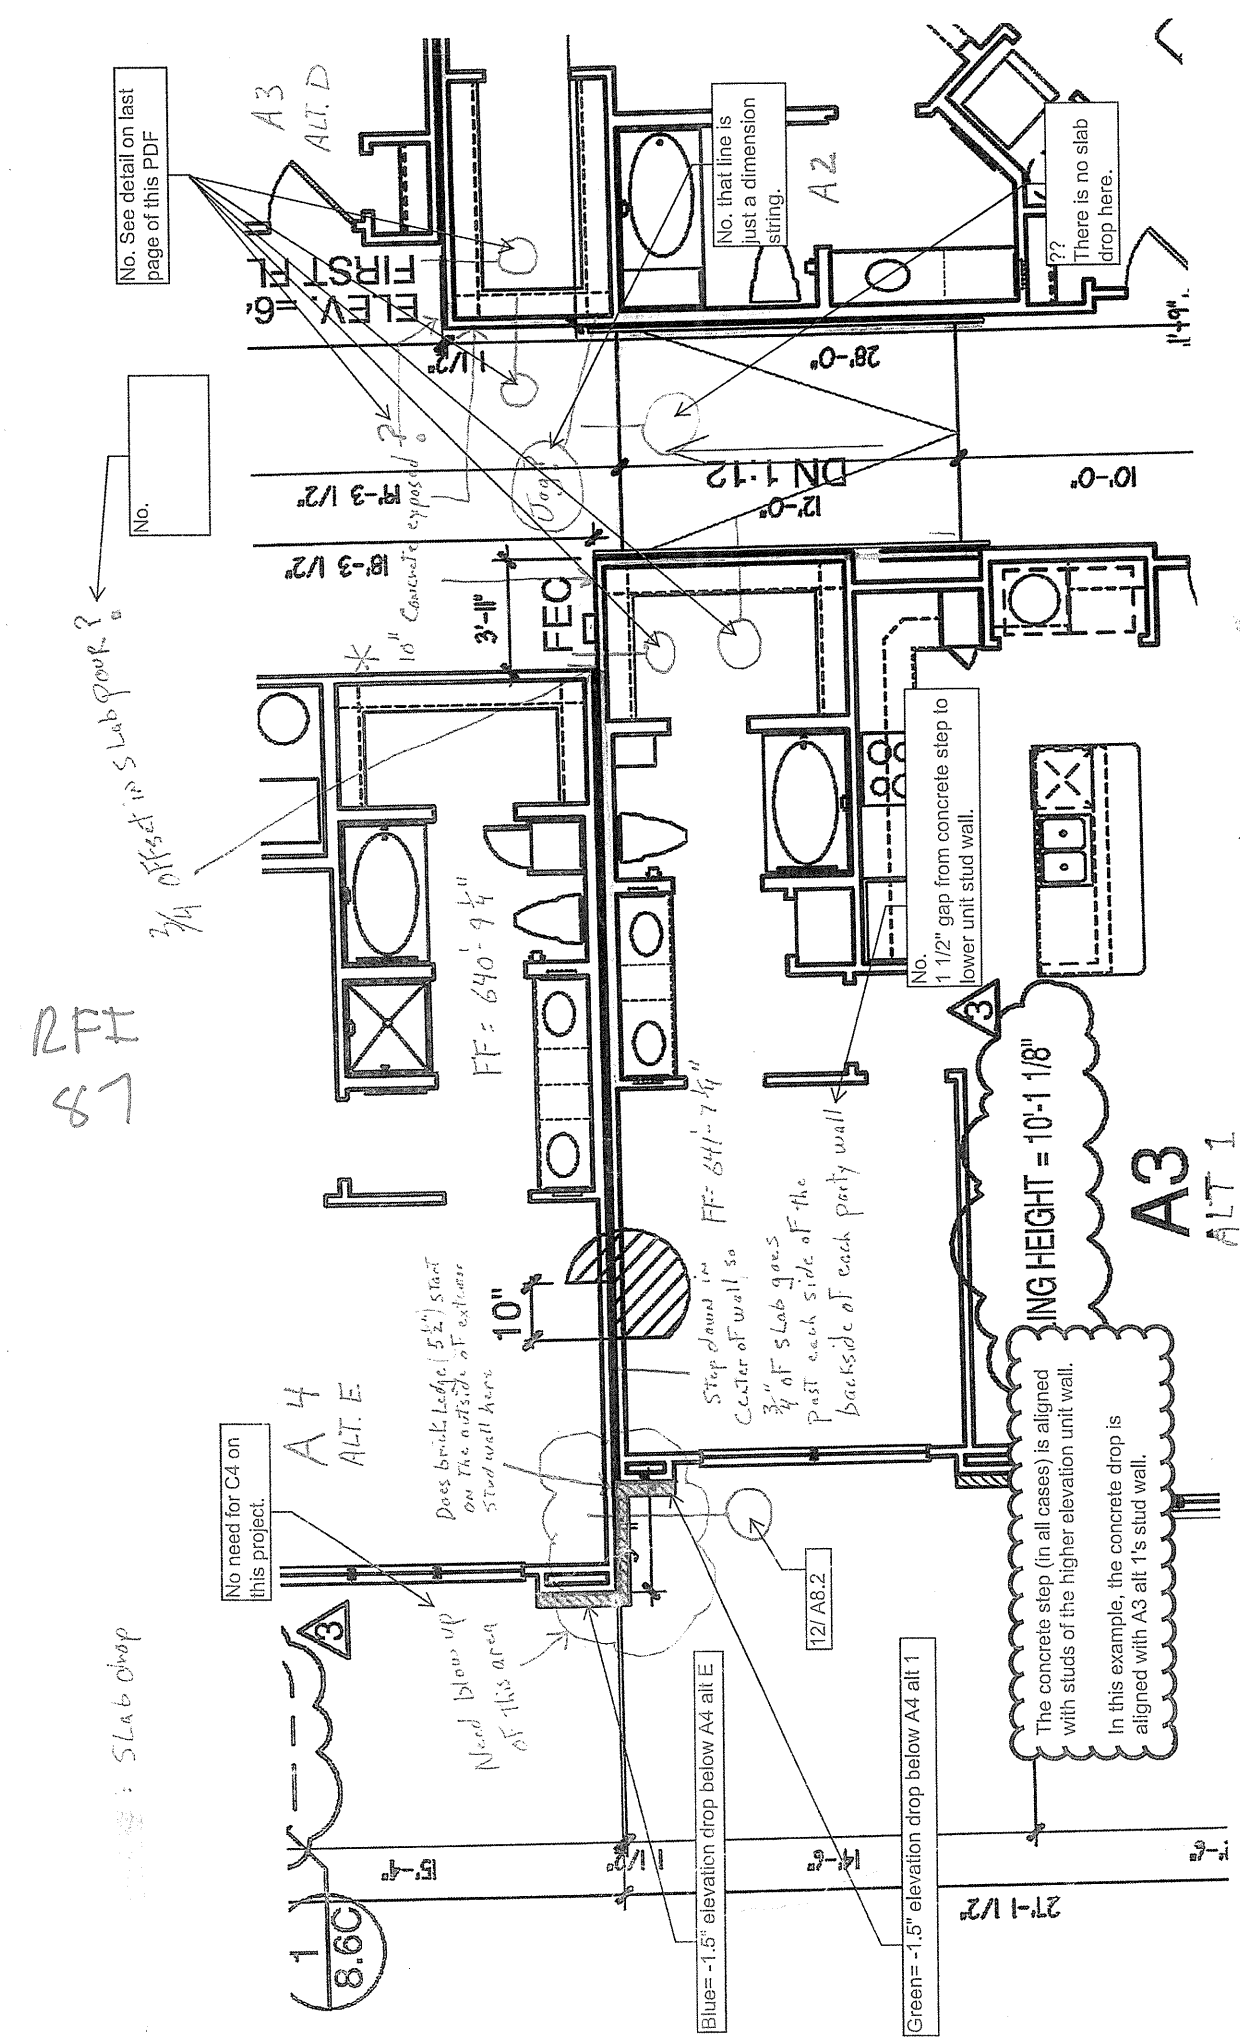 RFI
87
: Slab drop
3/4 offset in Slab pour?
No.
No. See detail on last
page of this PDF
A3
ALT. D
ELEV. =6
FIRST FL
1 1/2"
19'-3 1/2"
18'-3 1/2"
10" Concrete exposed?
3'-11"
FEC
Jog?
No. that line is
just a dimension
string.
A2
??
There is no slab
drop here.
28'-0"
DN 1:12
12'-0"
10'-0"
No need for C4 on
this project.
A4
ALT. E
FF= 640'-9 1/4"
Does brick Ledge (5 1/2") start
on the outside of exterior
stud wall here
10"
Need blow up
of this area
3
1
8.6C
15'-4"
1 1/2"
14'-6"
27'-1 1/2"
Step down in
Center of wall, so
3/4" of slab goes
past each side of the
backside of each party wall
FF= 641'-7 1/4"
No.
1 1/2" gap from concrete step to
lower unit stud wall.
12/ A8.2
Blue= -1.5" elevation drop below A4 alt E
Green= -1.5" elevation drop below A4 alt 1
3
ING HEIGHT = 10'-1 1/8"
A3
ALT 1
The concrete step (in all cases) is aligned
with studs of the higher elevation unit wall.
In this example, the concrete drop is
aligned with A3 alt 1's stud wall.